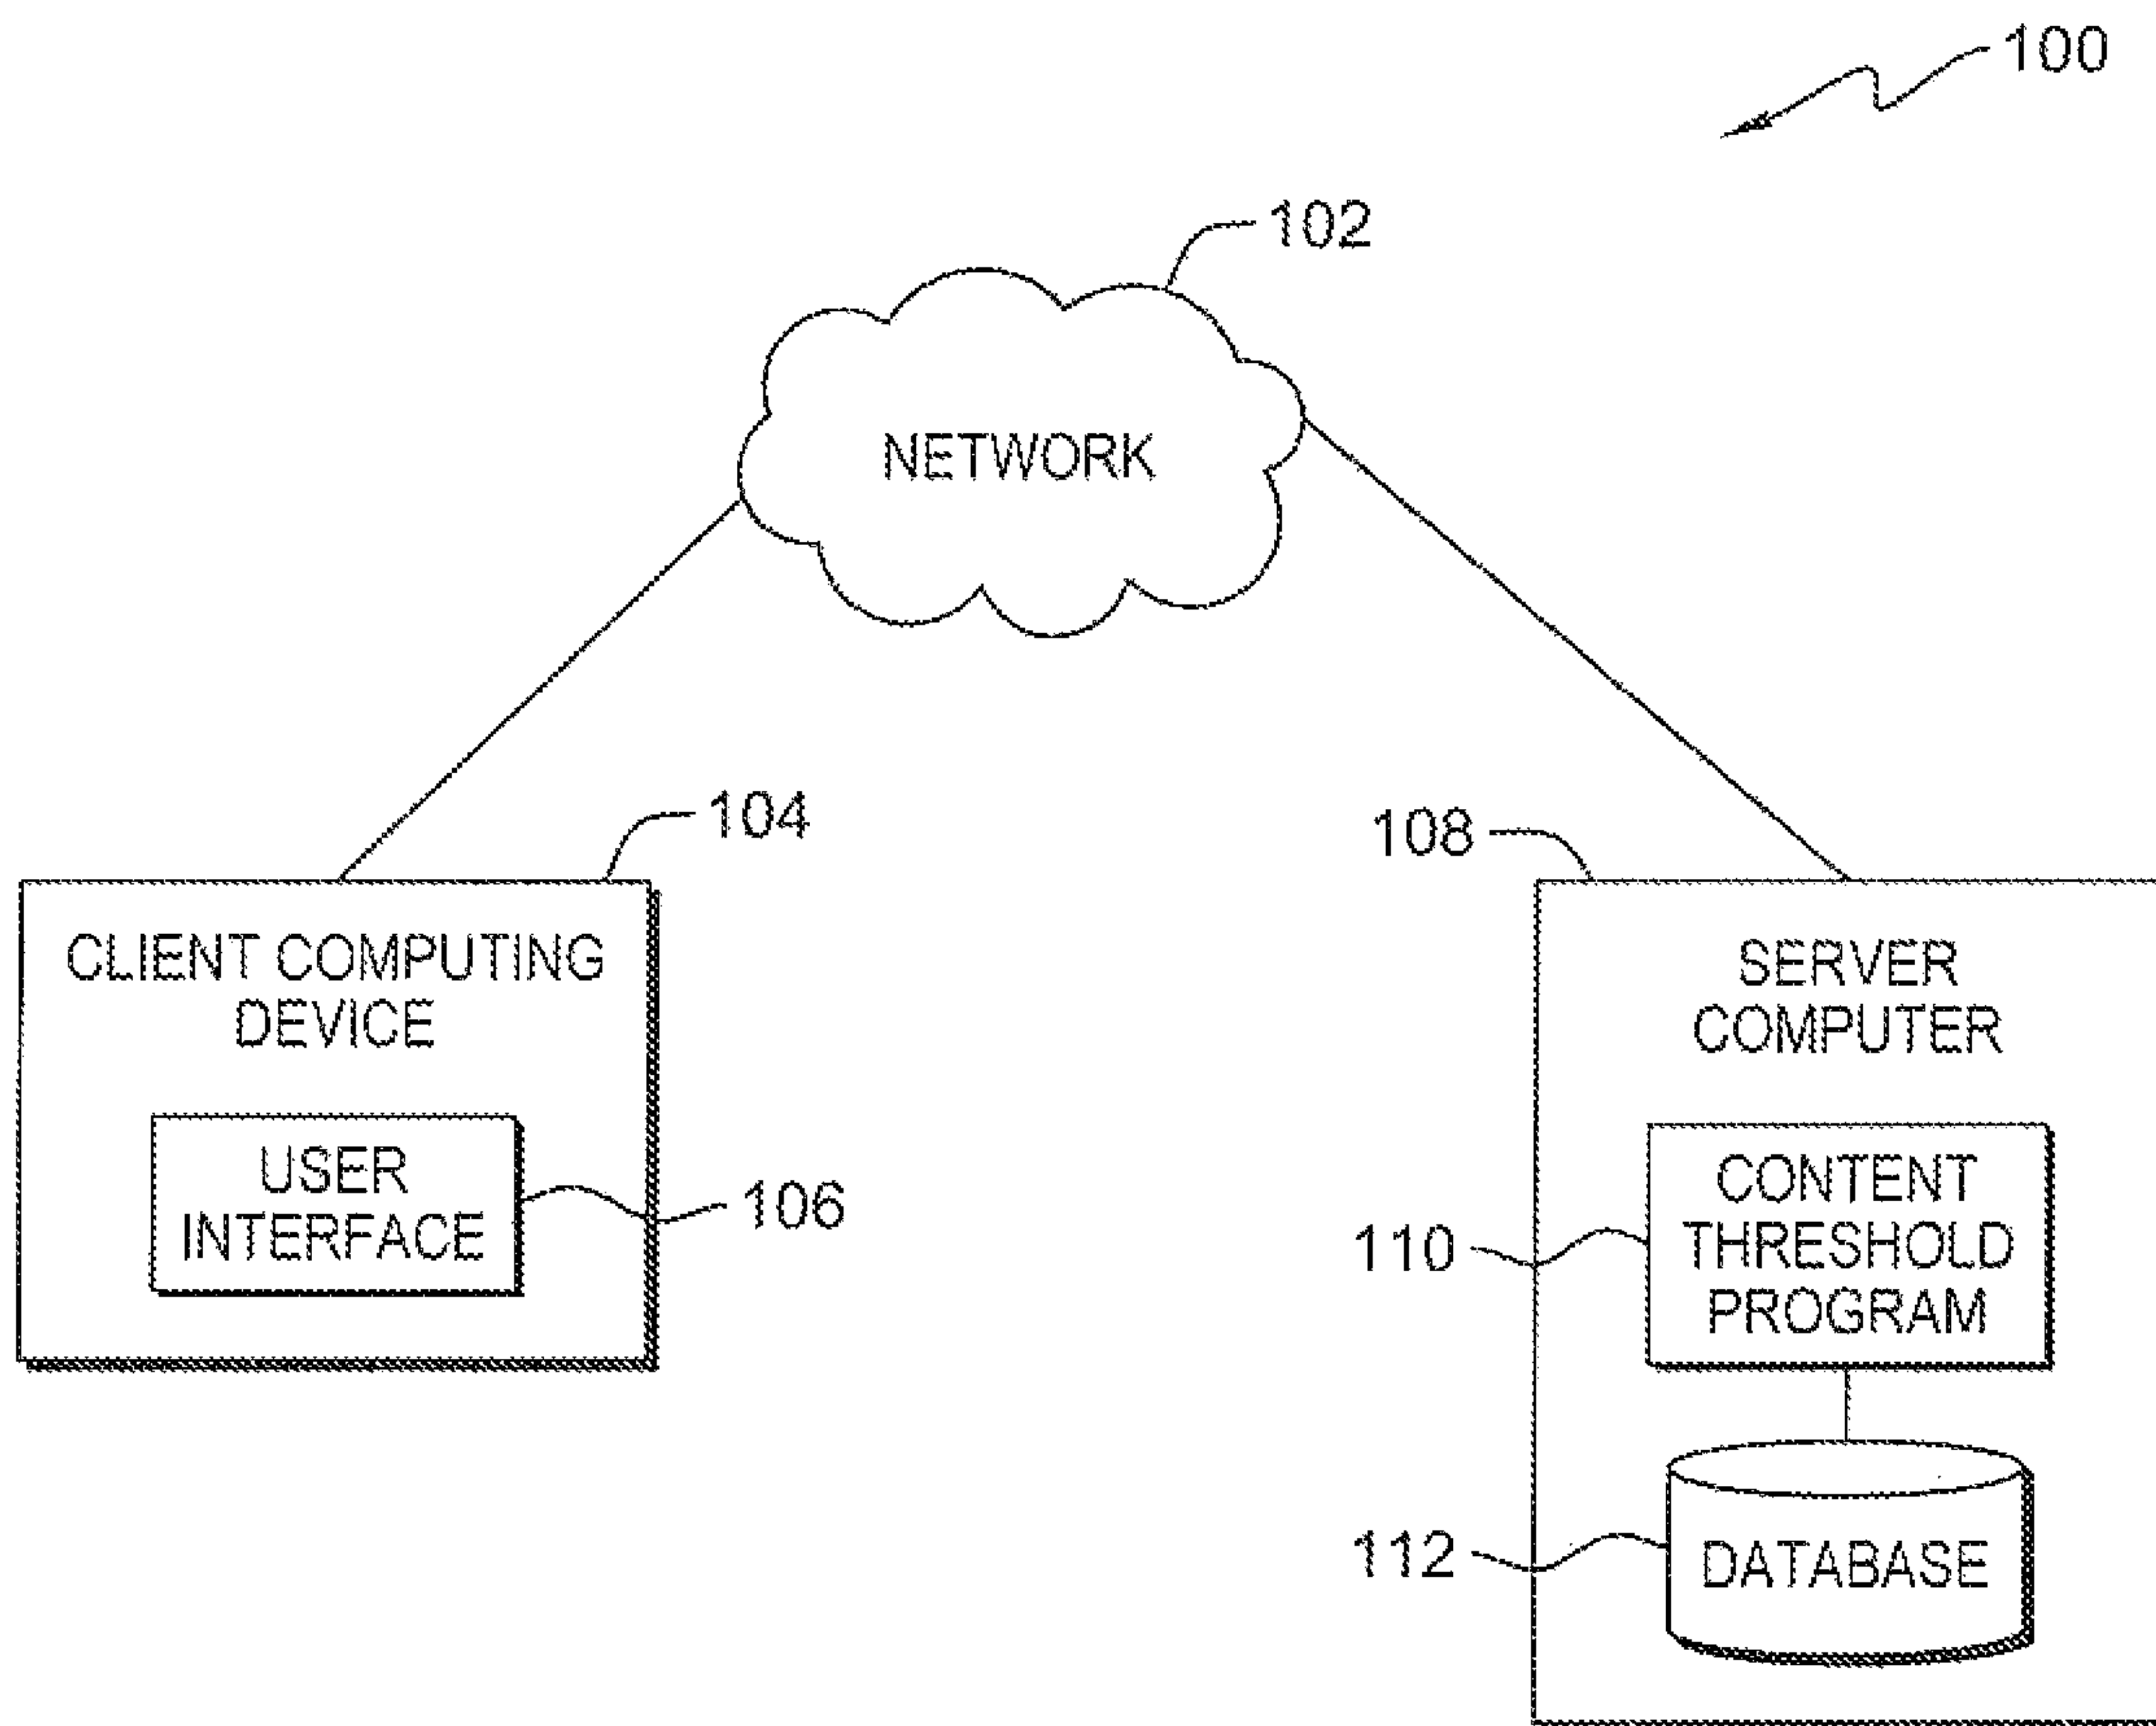 100
102
NETWORK
104
108
CLIENT COMPUTING
DEVICE
SERVER
COMPUTER
USER
INTERFACE
106
CONTENT
THRESHOLD
PROGRAM
110
112
DATABASE